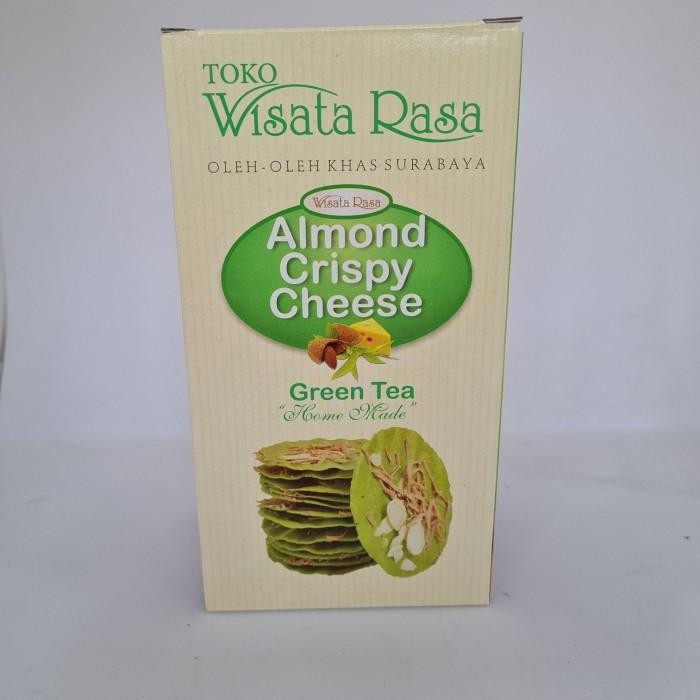 TOKO
Wisata Rasa
OLEH-OLEH KHAS SURABAYA
Wisata Rasa
Almond
Crispy
Cheese
Green Tea
"Home Made"